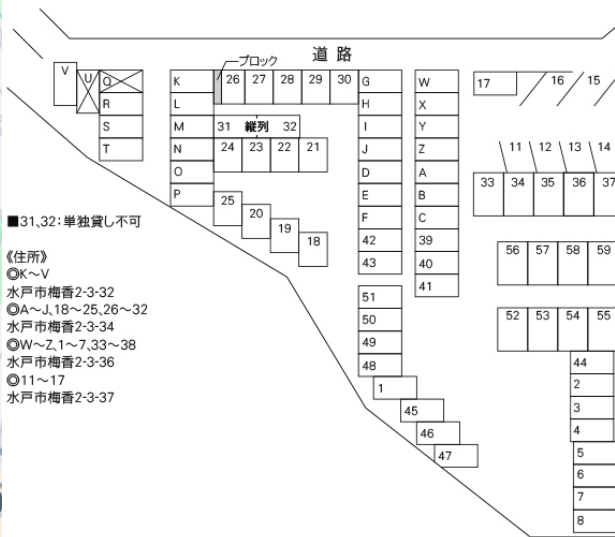 道 路
ブロック
V
U
Q
R
S
T
K
L
M
N
O
P
26 27 28 29 30
31 縦列 32
24 23 22 21
25
20
19
18
G
H
I
J
D
E
F
42
43
51
50
49
48
1
45
46
47
W
X
Y
Z
A
B
C
39
40
41
17 16 15
11 12 13 14
33 34 35 36 37
56 57 58 59
52 53 54 55
44
2
3
4
5
6
7
8
■31、32：単独貸し不可
《住所》
◎K～V
水戸市梅香2-3-32
◎A～J、18～25、26～32
水戸市梅香2-3-34
◎W～Z、1～7、33～38
水戸市梅香2-3-36
◎11～17
水戸市梅香2-3-37